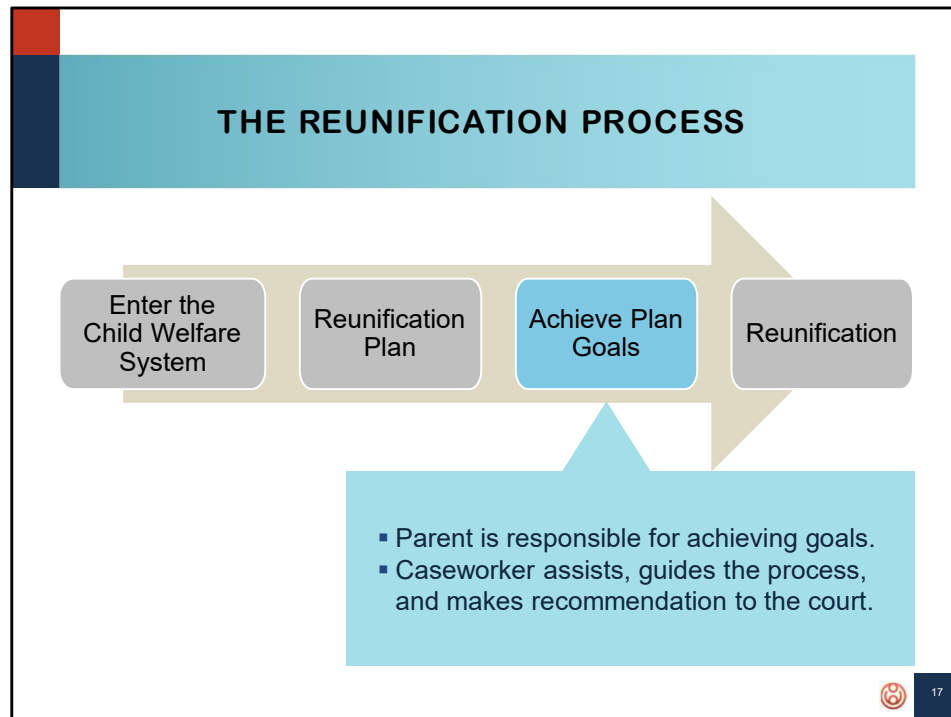 THE REUNIFICATION PROCESS
Enter the
Child Welfare
System
Reunification
Plan
Achieve Plan
Goals
Reunification
▪ Parent is responsible for achieving goals.
▪ Caseworker assists, guides the process,
and makes recommendation to the court.
17